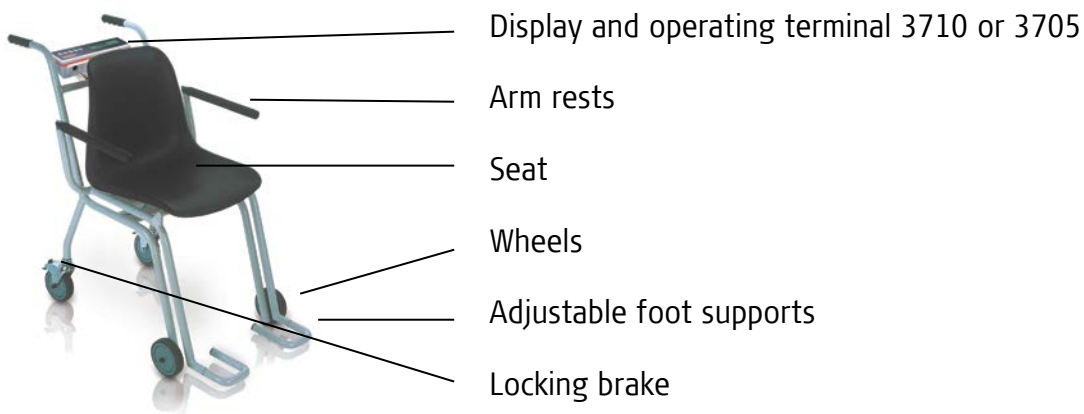 Display and operating terminal 3710 or 3705
Arm rests
Seat
Wheels
Adjustable foot supports
Locking brake